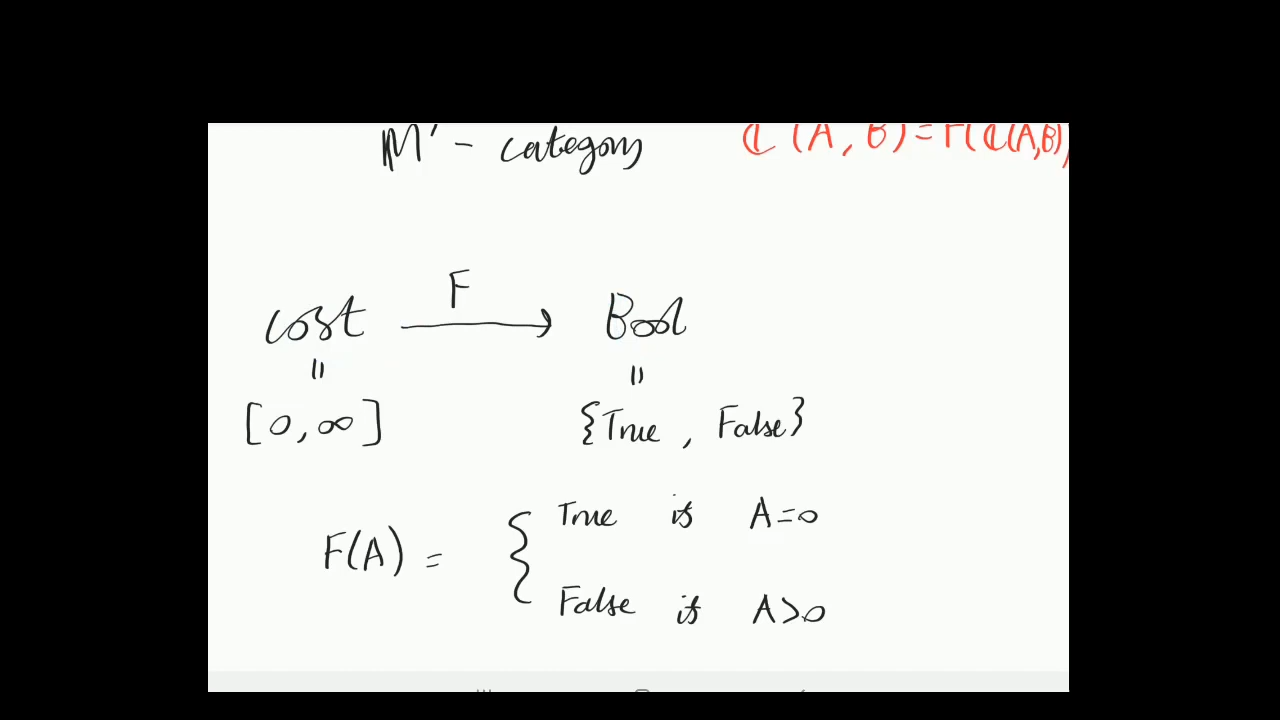 M' - category ℂ(A, B) = F(ℂ(A,B)
F
Cost → Bool
=
=
[0, ∞] {True, False}
F(A) = { True if A=0
False if A>0